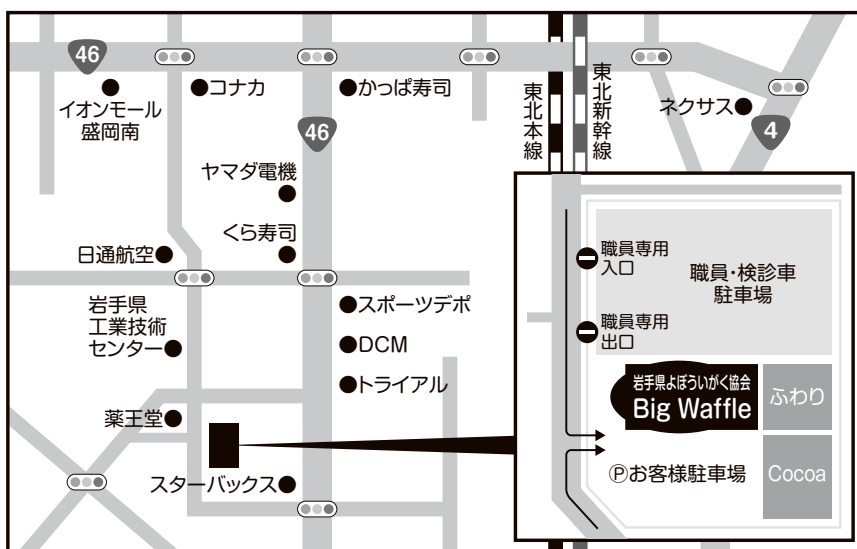 46
イオンモール
盛岡南
コナカ
かっぱ寿司
46
東北本線
東北新幹線
ネクサス
4
ヤマダ電機
くら寿司
日通航空
岩手県
工業技術
センター
スポーツデポ
DCM
トライアル
薬王堂
スターバックス
職員専用
入口
職員・検診車
駐車場
職員専用
出口
岩手県よぼういがく協会
Big Waffle
ふわり
Ⓟお客様駐車場
Cocoa